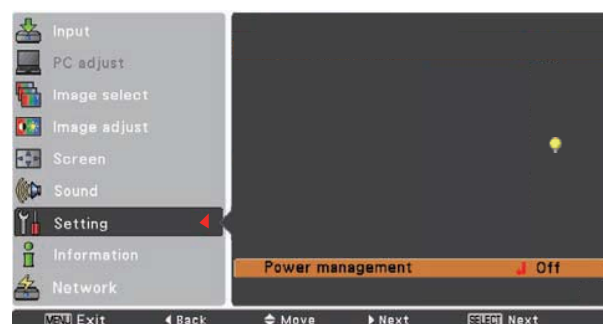 Input
PC adjust
Image select
Image adjust
Screen
Sound
Setting
Information
Network
Power management Off
MENU Exit Back Move Next SELECT Next